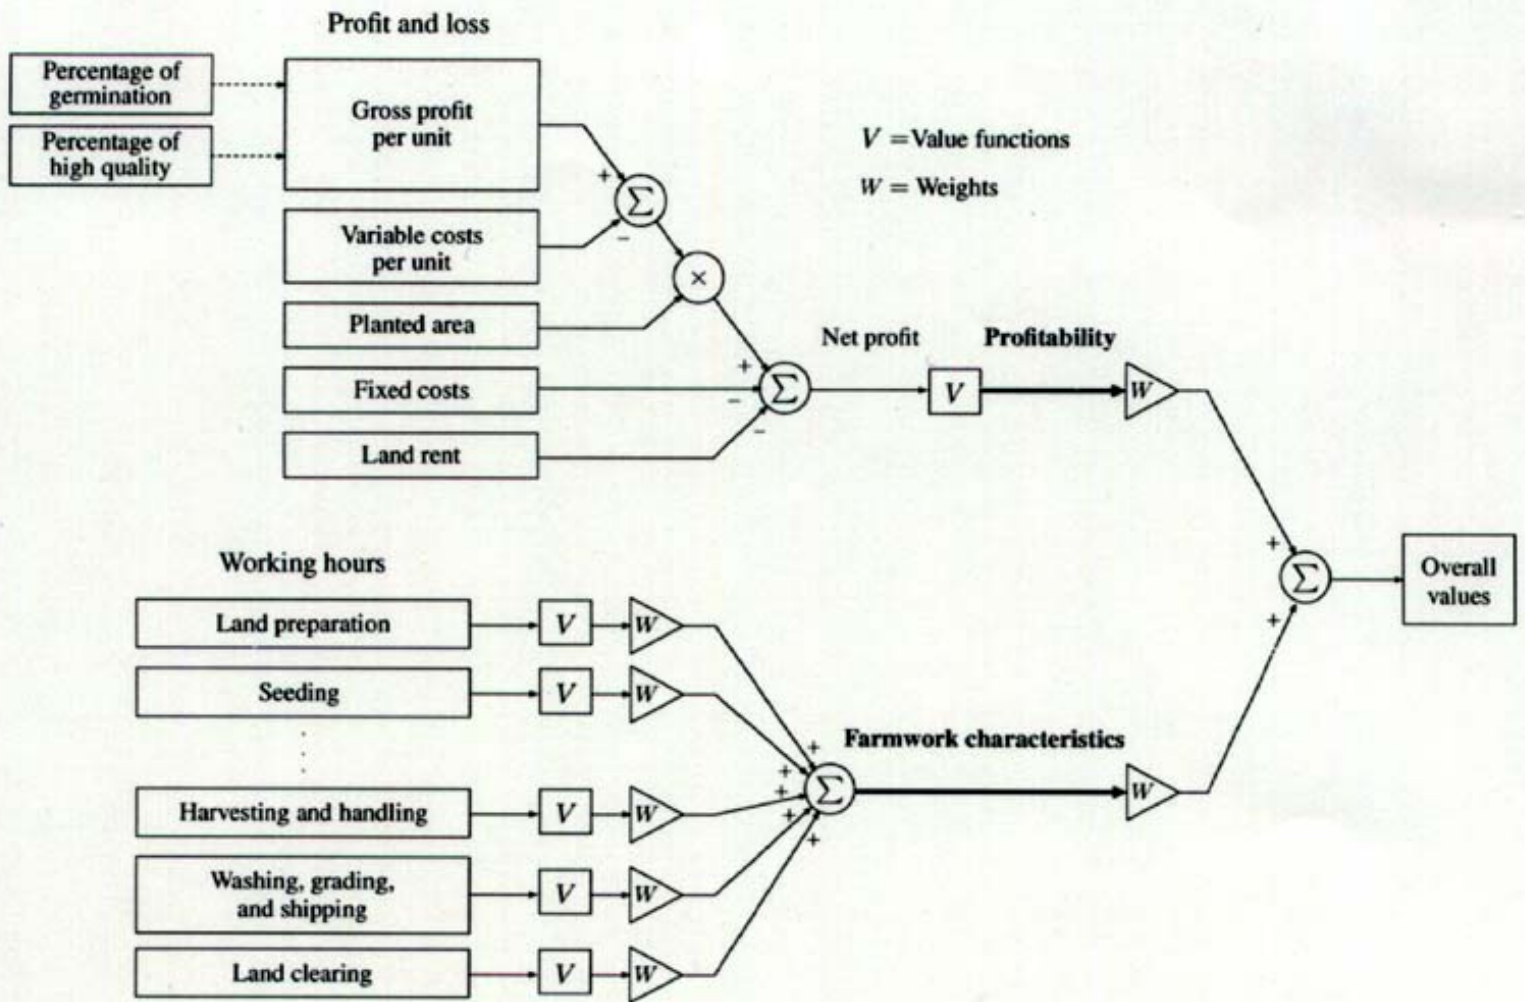 Profit and loss
Percentage of
germination
Percentage of
high quality
Gross profit
per unit
V = Value functions
W = Weights
+
Σ
−
Variable costs
per unit
×
Planted area
Net profit
Profitability
Fixed costs
+
−
−
Σ
V
W
Land rent
Working hours
+
Σ
+
Overall
values
Land preparation
V
W
Seeding
V
W
Farmwork characteristics
+
+
+
+
+
Σ
W
Harvesting and handling
V
W
Washing, grading,
and shipping
V
W
Land clearing
V
W